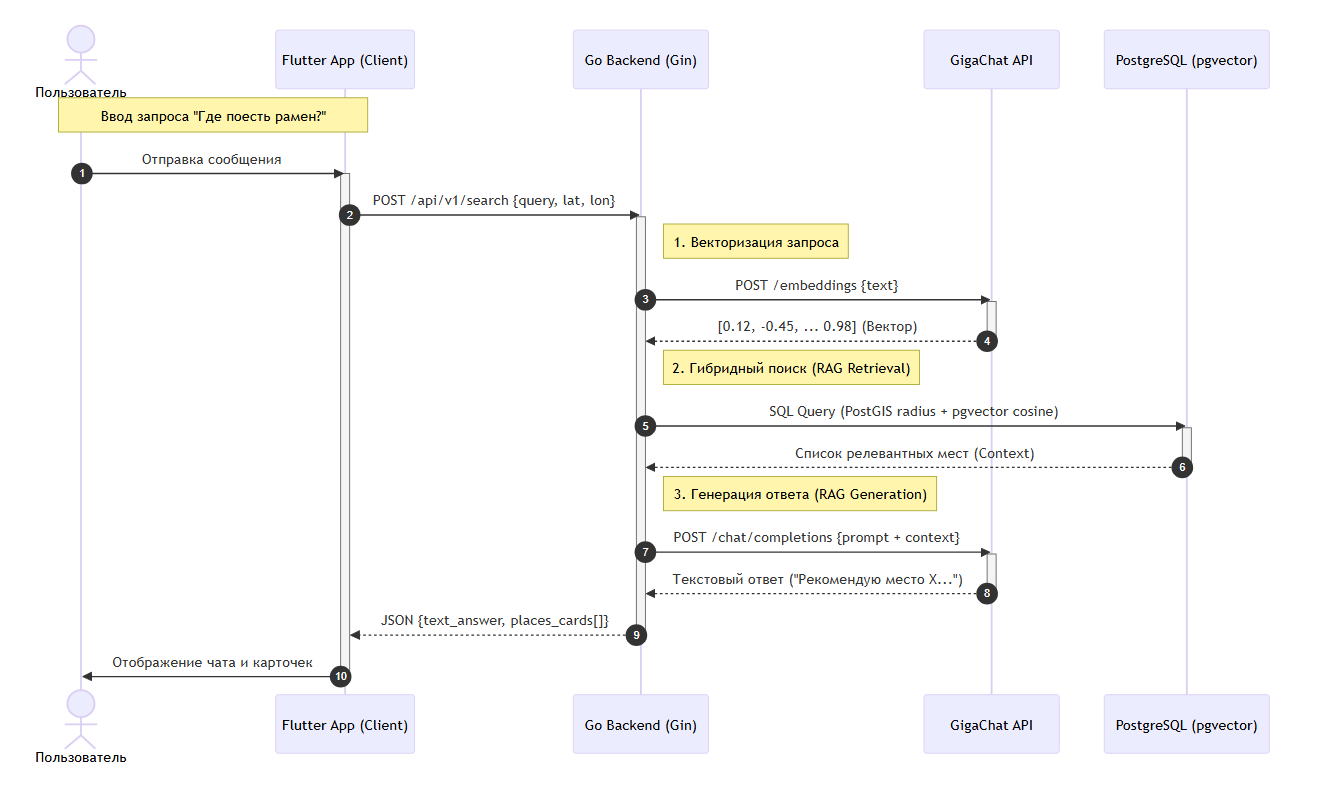 Пользователь
Flutter App (Client)
Go Backend (Gin)
GigaChat API
PostgreSQL (pgvector)
Ввод запроса "Где поесть рамен?"
Отправка сообщения
1
POST /api/v1/search {query, lat, lon}
2
1. Векторизация запроса
POST /embeddings {text}
3
[0.12, -0.45, ... 0.98] (Вектор)
4
2. Гибридный поиск (RAG Retrieval)
SQL Query (PostGIS radius + pgvector cosine)
5
Список релевантных мест (Context)
6
3. Генерация ответа (RAG Generation)
POST /chat/completions {prompt + context}
7
Текстовый ответ ("Рекомендую место X...")
8
JSON {text_answer, places_cards[]}
9
Отображение чата и карточек
10
Пользователь
Flutter App (Client)
Go Backend (Gin)
GigaChat API
PostgreSQL (pgvector)